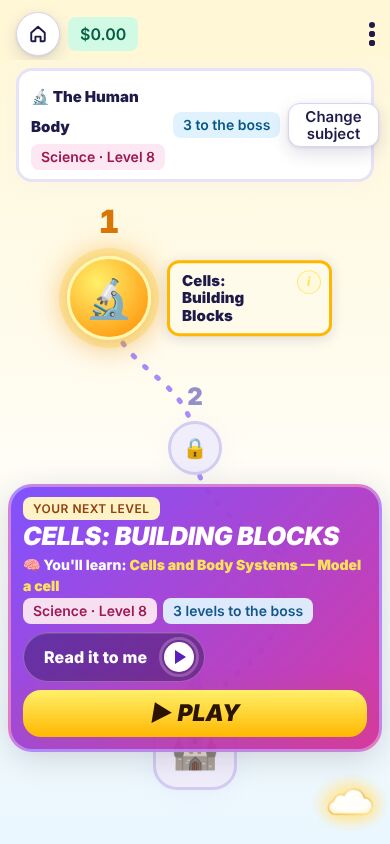 $0.00
🔬 The Human
Body
3 to the boss
Change
subject
Science · Level 8
1
Cells:
Building
Blocks
i
2
YOUR NEXT LEVEL
CELLS: BUILDING BLOCKS
🧠 You'll learn: Cells and Body Systems — Model
a cell
Science · Level 8
3 levels to the boss
Read it to me
▶ PLAY